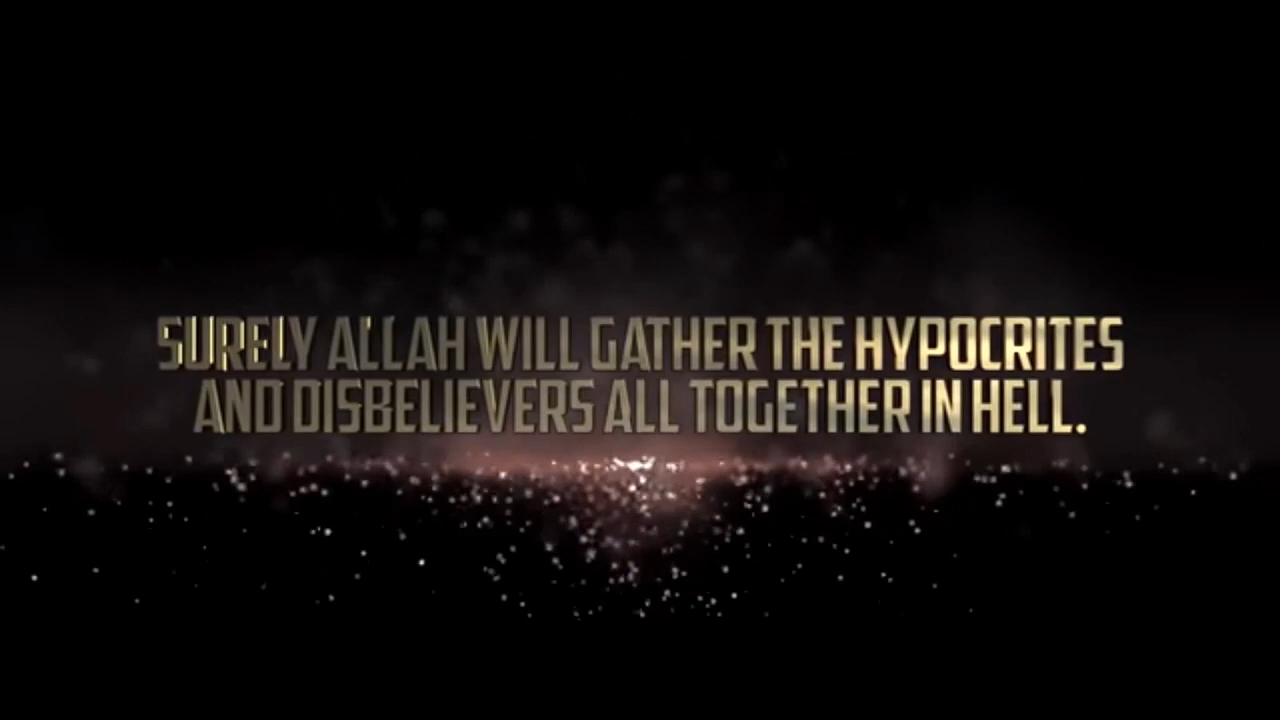 SURELY ALLAH WILL GATHER THE HYPOCRITES
AND DISBELIEVERS ALL TOGETHER IN HELL.